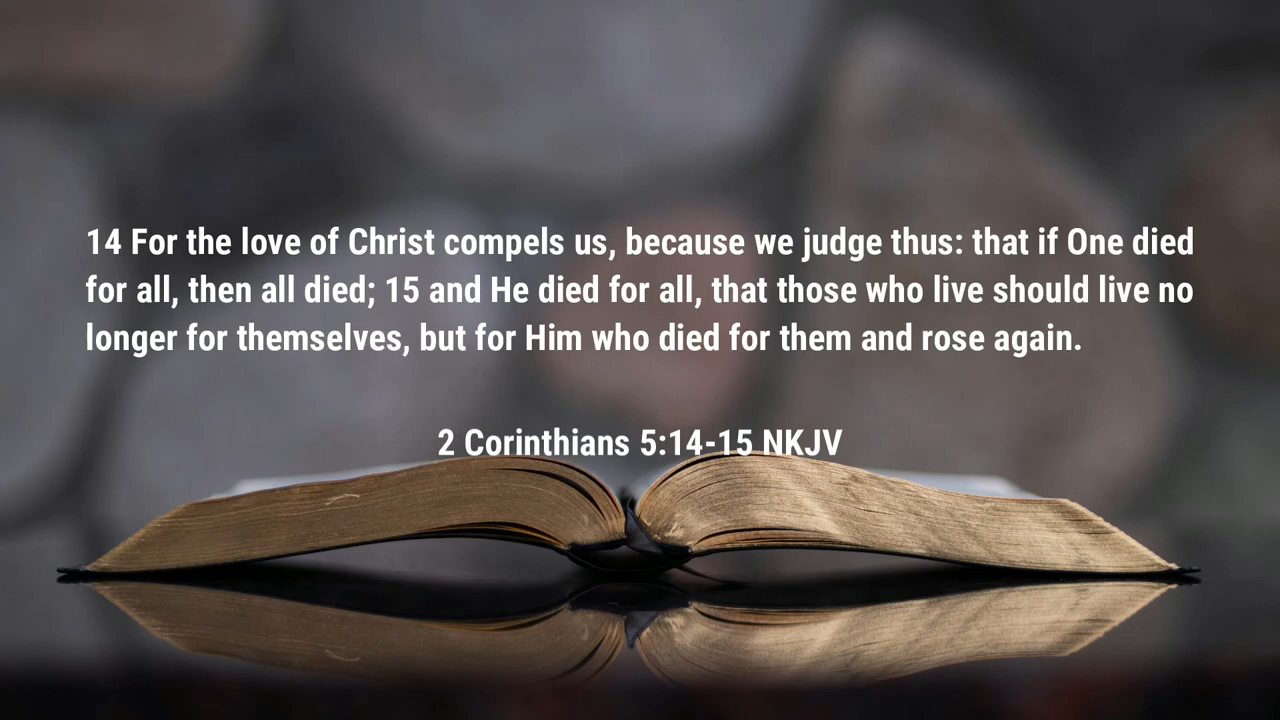 14 For the love of Christ compels us, because we judge thus: that if One died
for all, then all died; 15 and He died for all, that those who live should live no
longer for themselves, but for Him who died for them and rose again.
2 Corinthians 5:14-15 NKJV